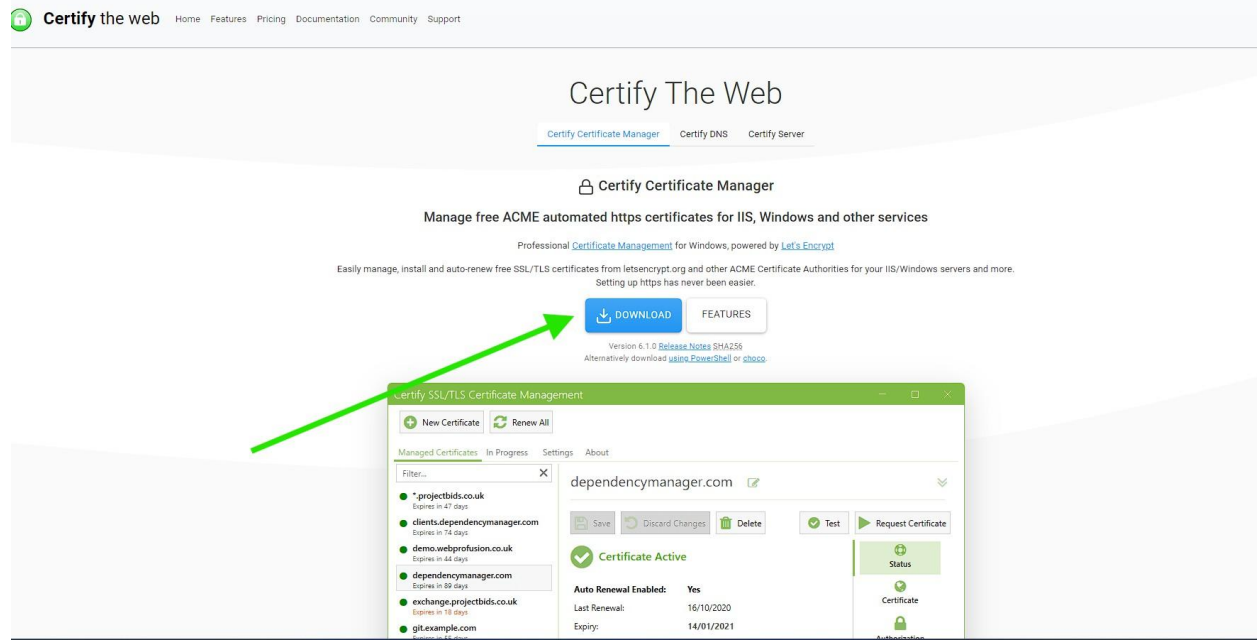 Certify the web Home Features Pricing Documentation Community Support
Certify The Web
Certify Certificate Manager Certify DNS Certify Server
Certify Certificate Manager
Manage free ACME automated https certificates for IIS, Windows and other services
Professional Certificate Management for Windows, powered by Let's Encrypt
Easily manage, install and auto-renew free SSL/TLS certificates from letsencrypt.org and other ACME Certificate Authorities for your IIS/Windows servers and more.
Setting up https has never been easier.
DOWNLOAD FEATURES
Version 6.1.0 Release Notes SHA256
Alternatively download using PowerShell or choco.
Certify SSL/TLS Certificate Management
New Certificate Renew All
Managed Certificates In Progress Settings About
Filter...
*.projectbids.co.uk
Expires in 47 days
clients.dependencymanager.com
Expires in 74 days
demo.webprofusion.co.uk
Expires in 44 days
dependencymanager.com
Expires in 89 days
exchange.projectbids.co.uk
Expires in 18 days
git.example.com
Expires in 55 days
dependencymanager.com
Save Discard Changes Delete Test Request Certificate
Certificate Active
Auto Renewal Enabled: Yes
Last Renewal: 16/10/2020
Expiry: 14/01/2021
Status
Certificate
Authorization